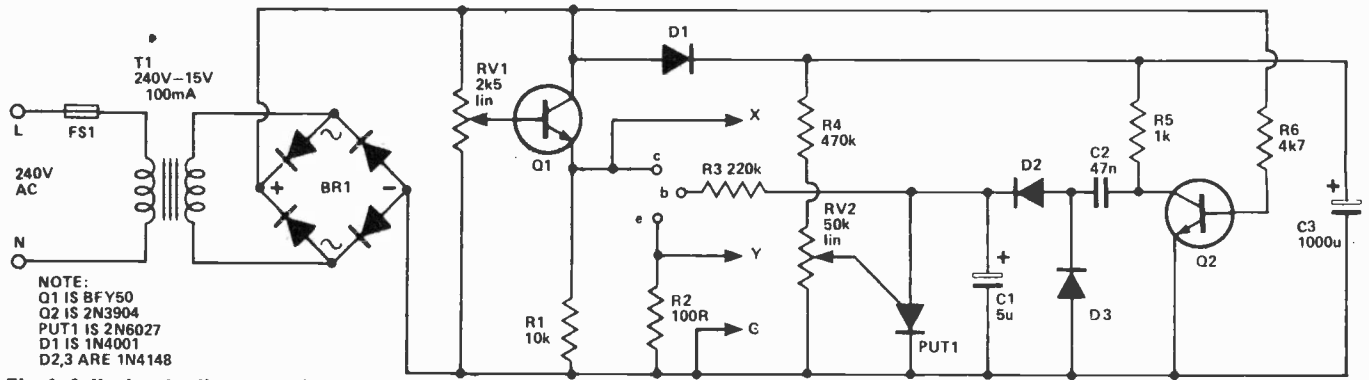 T1
240V–15V
100mA
L
FS1
240V
AC
N
BR1
+
–
NOTE:
Q1 IS BFY50
Q2 IS 2N3904
PUT1 IS 2N6027
D1 IS 1N4001
D2,3 ARE 1N4148
RV1
2k5
lin
Q1
D1
X
c
b
e
R3 220k
Y
R1
10k
R2
100R
G
R4
470k
RV2
50k
lin
PUT1
D2
C2
47n
+
C1
5u
D3
R5
1k
Q2
R6
4k7
+
C3
1000u